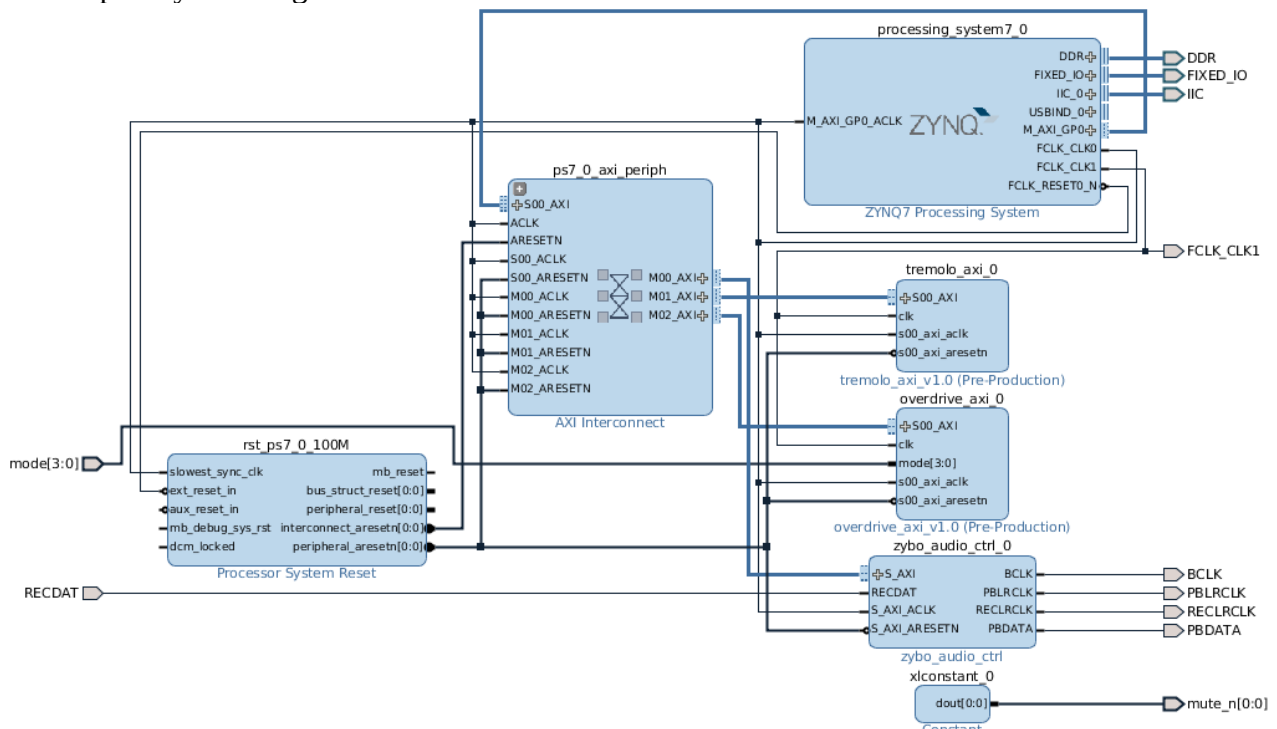 processing_system7_0
DDR
FIXED_IO
IIC_0
USBIND_0
M_AXI_GP0
FCLK_CLK0
FCLK_CLK1
FCLK_RESET0_N
M_AXI_GP0_ACLK
ZYNQ.
ZYNQ7 Processing System
DDR
FIXED_IO
IIC
FCLK_CLK1
ps7_0_axi_periph
S00_AXI
ACLK
ARESETN
S00_ACLK
S00_ARESETN
M00_ACLK
M00_ARESETN
M01_ACLK
M01_ARESETN
M02_ACLK
M02_ARESETN
M00_AXI
M01_AXI
M02_AXI
AXI Interconnect
tremolo_axi_0
S00_AXI
clk
s00_axi_aclk
s00_axi_aresetn
tremolo_axi_v1.0 (Pre-Production)
overdrive_axi_0
S00_AXI
clk
mode[3:0]
s00_axi_aclk
s00_axi_aresetn
overdrive_axi_v1.0 (Pre-Production)
mode[3:0]
rst_ps7_0_100M
slowest_sync_clk
ext_reset_in
aux_reset_in
mb_debug_sys_rst
dcm_locked
mb_reset
bus_struct_reset[0:0]
peripheral_reset[0:0]
interconnect_aresetn[0:0]
peripheral_aresetn[0:0]
Processor System Reset
RECDAT
zybo_audio_ctrl_0
S_AXI
RECDAT
S_AXI_ACLK
S_AXI_ARESETN
BCLK
PBLRCLK
RECLRCLK
PBDATA
zybo_audio_ctrl
BCLK
PBLRCLK
RECLRCLK
PBDATA
xlconstant_0
dout[0:0]
Constant
mute_n[0:0]